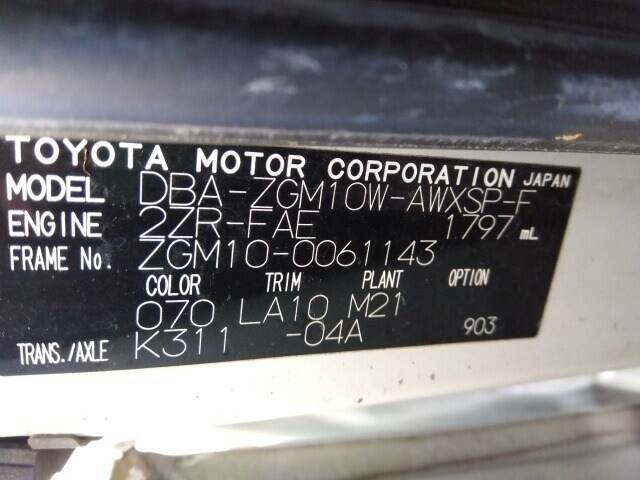 TOYOTA MOTOR CORPORATION JAPAN
MODEL DBA-ZGM10W-AWXSP-F
ENGINE 2ZR-FAE 1797 mL
FRAME No. ZGM10-0061143
COLOR TRIM PLANT OPTION
070 LA10 M21
TRANS./AXLE K311 -04A 903